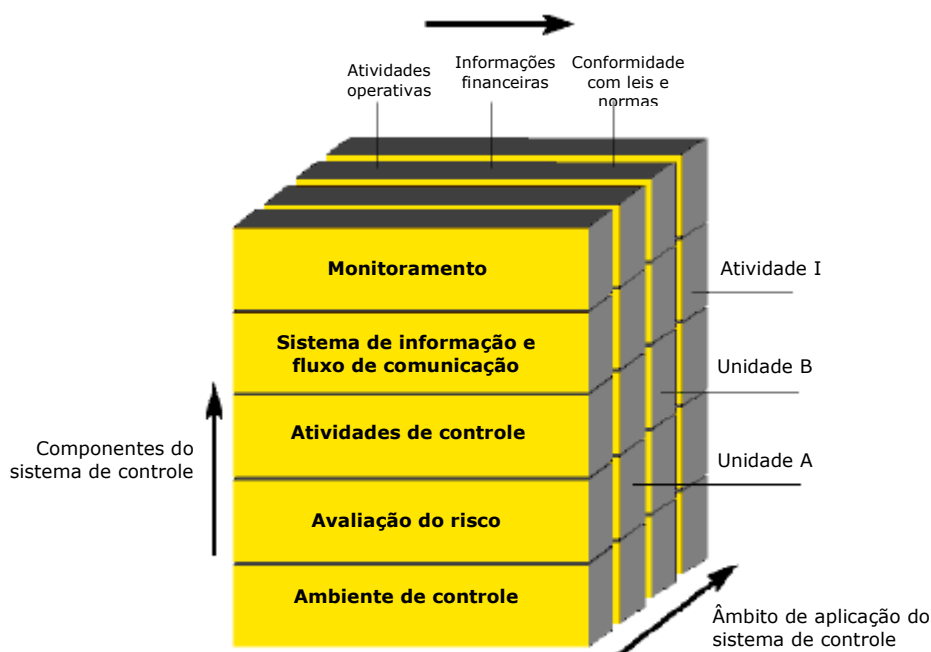 Atividades
operativas
Informações
financeiras
Conformidade
com leis e
normas
Monitoramento
Sistema de informação e
fluxo de comunicação
Atividades de controle
Avaliação do risco
Ambiente de controle
Componentes do
sistema de controle
Atividade I
Unidade B
Unidade A
Âmbito de aplicação do
sistema de controle